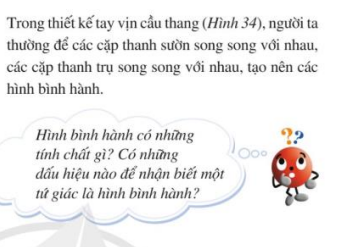 Trong thiết kế tay vịn cầu thang (Hình 34), người ta
thường để các cặp thanh sườn song song với nhau,
các cặp thanh trụ song song với nhau, tạo nên các
hình bình hành.
Hình bình hành có những
tính chất gì? Có những
dấu hiệu nào để nhận biết một
tứ giác là hình bình hành?
??